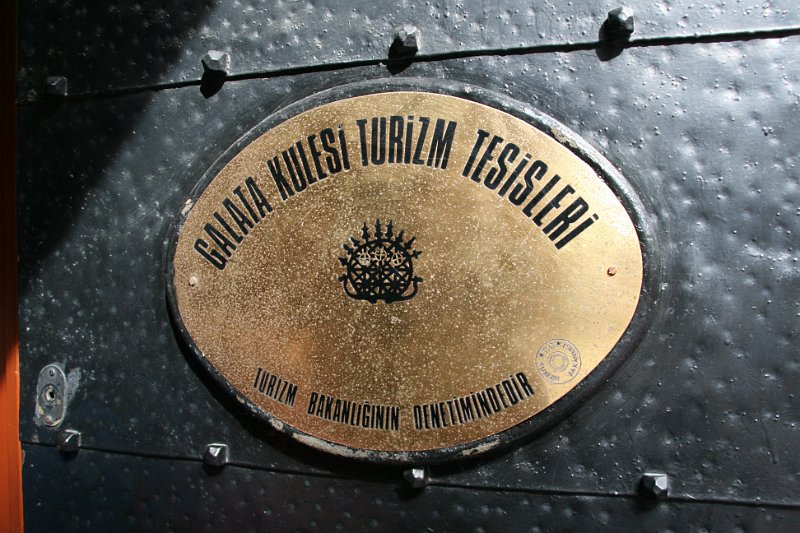 GALATA KULESİ TURİZM TESİSLERİ
TURİZM BAKANLIĞININ DENETİMİNDEDİR